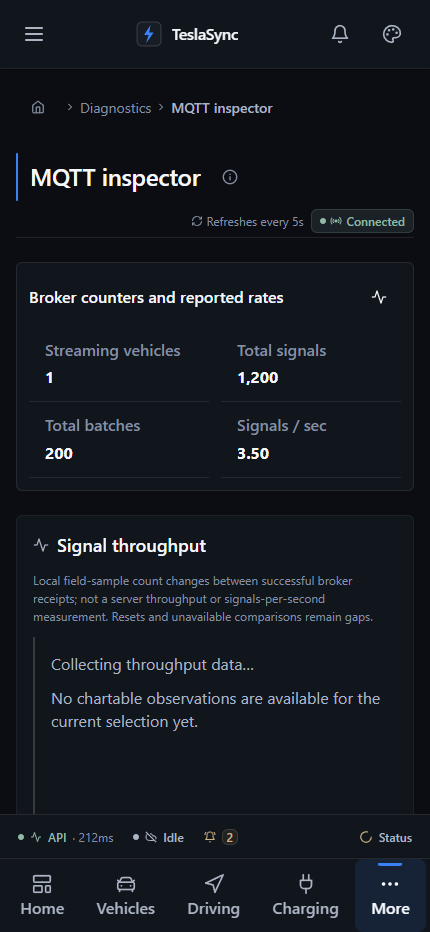 TeslaSync
Diagnostics
MQTT inspector
MQTT inspector
Refreshes every 5s
Connected
Broker counters and reported rates
Streaming vehicles
1
Total signals
1,200
Total batches
200
Signals / sec
3.50
Signal throughput
Local field-sample count changes between successful broker
receipts; not a server throughput or signals-per-second
measurement. Resets and unavailable comparisons remain gaps.
Collecting throughput data...
No chartable observations are available for the
current selection yet.
API · 212ms
Idle
2
Status
Home
Vehicles
Driving
Charging
More